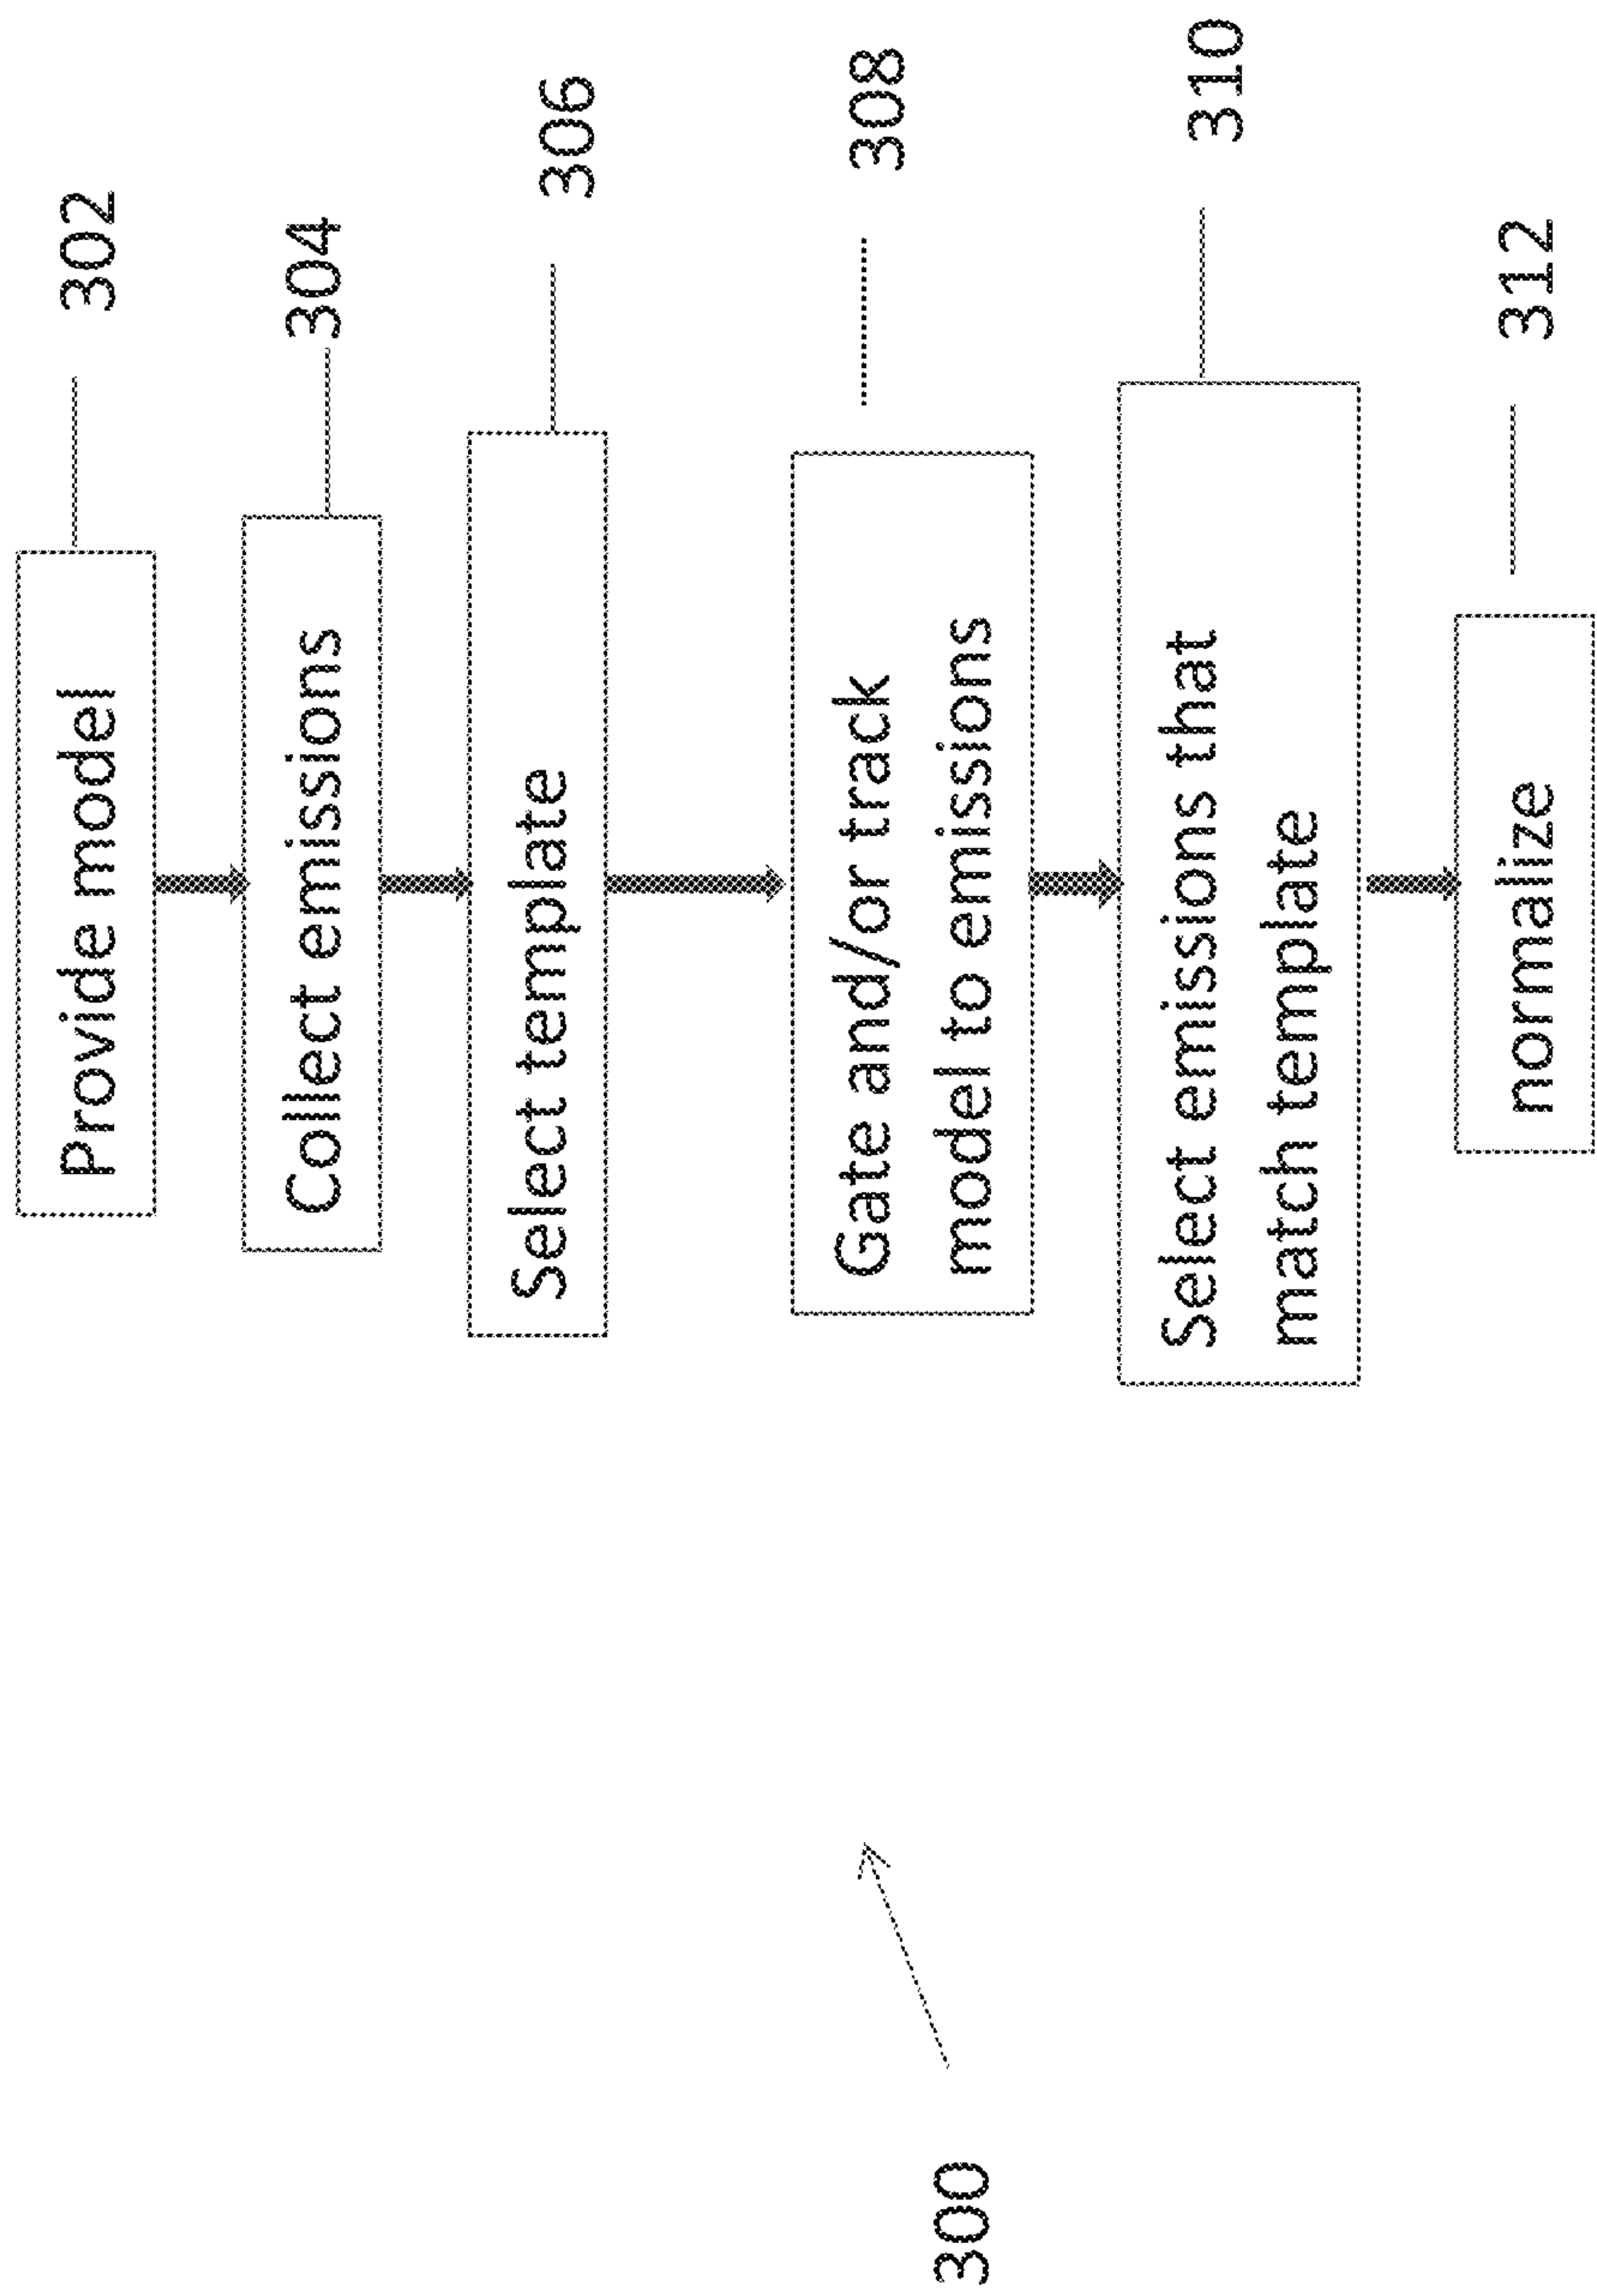 Provide model
302
Collect emissions
304
Select template
306
Gate and/or track
model to emissions
308
Select emissions that
match template
310
normalize
312
300